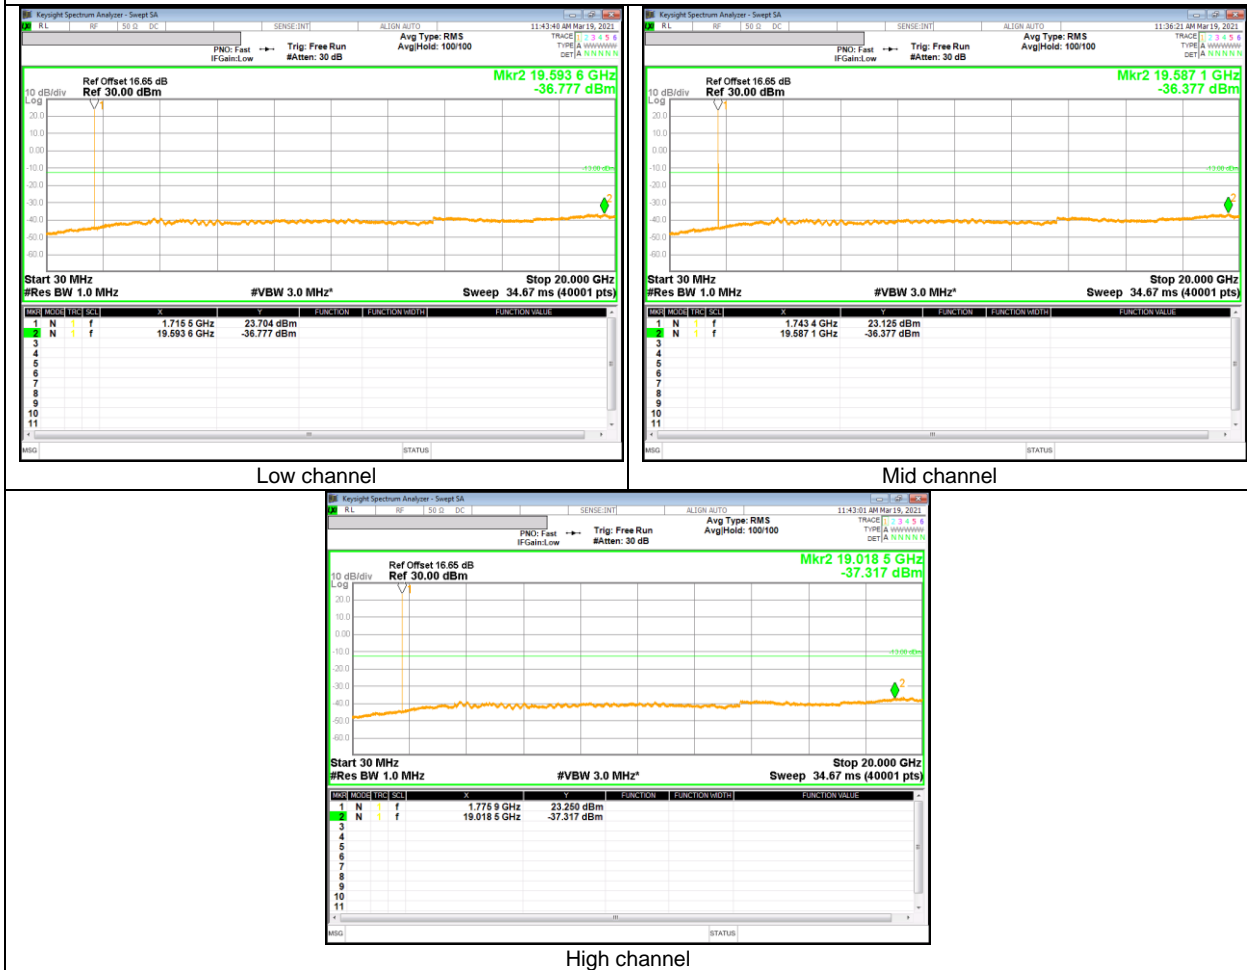 Keysight Spectrum Analyzer - Swept SA
RL RF 50 Ω DC SENSE:INT ALIGN AUTO 11:43:48 AM Mar 19, 2021
PNO: Fast Trig: Free Run Avg Type: RMS TRACE 1 2 3 4 5 6
IFGain:Low #Atten: 30 dB Avg|Hold: 100/100 TYPE A WWWWW
DET A N N N N N
Mkr2 19.593 6 GHz
Ref Offset 16.65 dB
10 dB/div Ref 30.00 dBm -36.777 dBm
Log
1
20.0
10.0
0.00
-10.0
-13.00 dBm
-20.0
-30.0
2
-40.0
-50.0
-60.0
Start 30 MHz Stop 20.000 GHz
#Res BW 1.0 MHz #VBW 3.0 MHz* Sweep 34.67 ms (40001 pts)
MKR MODE TRC SCL X Y FUNCTION FUNCTION WIDTH FUNCTION VALUE
1 N 1 f 1.715 5 GHz 23.704 dBm
2 N 1 f 19.593 6 GHz -36.777 dBm
3
4
5
6
7
8
9
10
11
MSG STATUS
Low channel
Keysight Spectrum Analyzer - Swept SA
RL RF 50 Ω DC SENSE:INT ALIGN AUTO 11:36:21 AM Mar 19, 2021
PNO: Fast Trig: Free Run Avg Type: RMS TRACE 1 2 3 4 5 6
IFGain:Low #Atten: 30 dB Avg|Hold: 100/100 TYPE A WWWWW
DET A N N N N N
Mkr2 19.587 1 GHz
Ref Offset 16.65 dB
10 dB/div Ref 30.00 dBm -36.377 dBm
Log
1
20.0
10.0
0.00
-10.0
-13.00 dBm
-20.0
-30.0
2
-40.0
-50.0
-60.0
Start 30 MHz Stop 20.000 GHz
#Res BW 1.0 MHz #VBW 3.0 MHz* Sweep 34.67 ms (40001 pts)
MKR MODE TRC SCL X Y FUNCTION FUNCTION WIDTH FUNCTION VALUE
1 N 1 f 1.743 4 GHz 23.125 dBm
2 N 1 f 19.587 1 GHz -36.377 dBm
3
4
5
6
7
8
9
10
11
MSG STATUS
Mid channel
Keysight Spectrum Analyzer - Swept SA
RL RF 50 Ω DC SENSE:INT ALIGN AUTO 11:43:01 AM Mar 19, 2021
PNO: Fast Trig: Free Run Avg Type: RMS TRACE 1 2 3 4 5 6
IFGain:Low #Atten: 30 dB Avg|Hold: 100/100 TYPE A WWWWW
DET A N N N N N
Mkr2 19.018 5 GHz
Ref Offset 16.65 dB
10 dB/div Ref 30.00 dBm -37.317 dBm
Log
1
20.0
10.0
0.00
-10.0
-13.00 dBm
-20.0
-30.0
2
-40.0
-50.0
-60.0
Start 30 MHz Stop 20.000 GHz
#Res BW 1.0 MHz #VBW 3.0 MHz* Sweep 34.67 ms (40001 pts)
MKR MODE TRC SCL X Y FUNCTION FUNCTION WIDTH FUNCTION VALUE
1 N 1 f 1.775 9 GHz 23.250 dBm
2 N 1 f 19.018 5 GHz -37.317 dBm
3
4
5
6
7
8
9
10
11
MSG STATUS
High channel